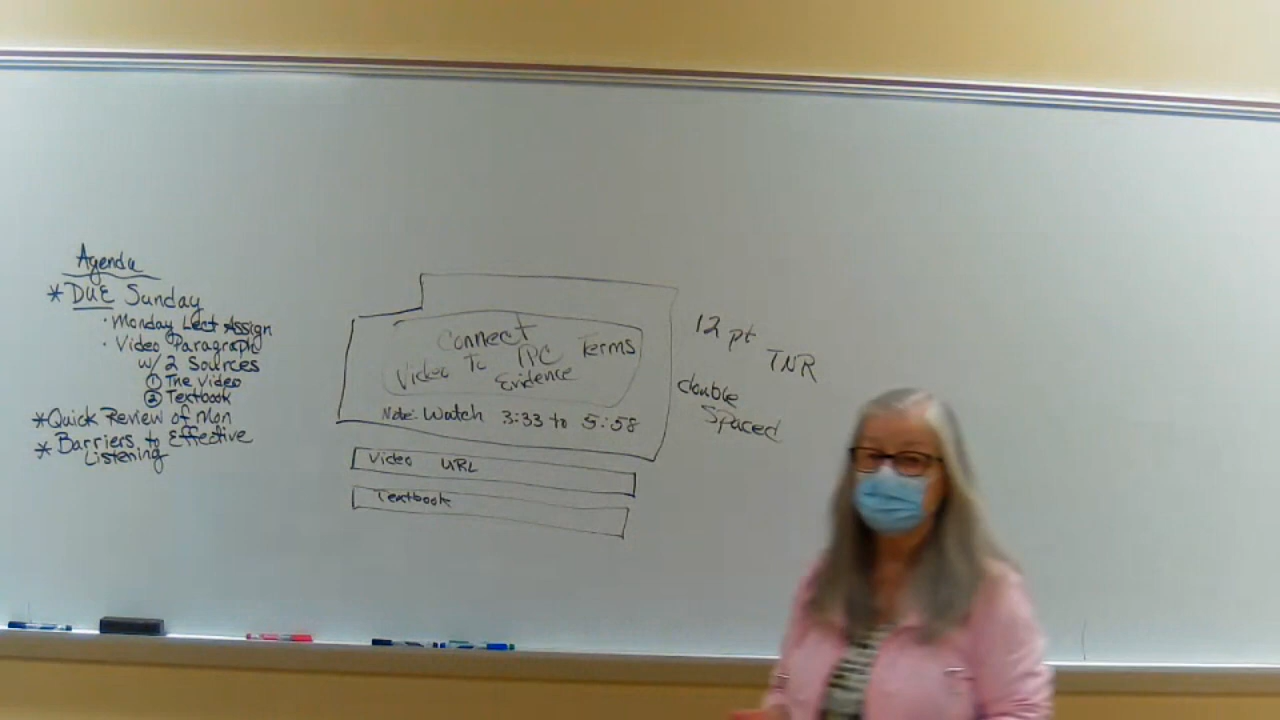 Agenda
* DUE Sunday
· Monday Lect Assign
· Video Paragraph
w/ 2 Sources
① The Video
② Textbook
* Quick Review of Mon
* Barriers to Effective
Listening
Connect
Video To IPC Terms
Evidence
Note: Watch 3:33 to 5:58
Video URL
Textbook
12 pt
TNR
double
Spaced